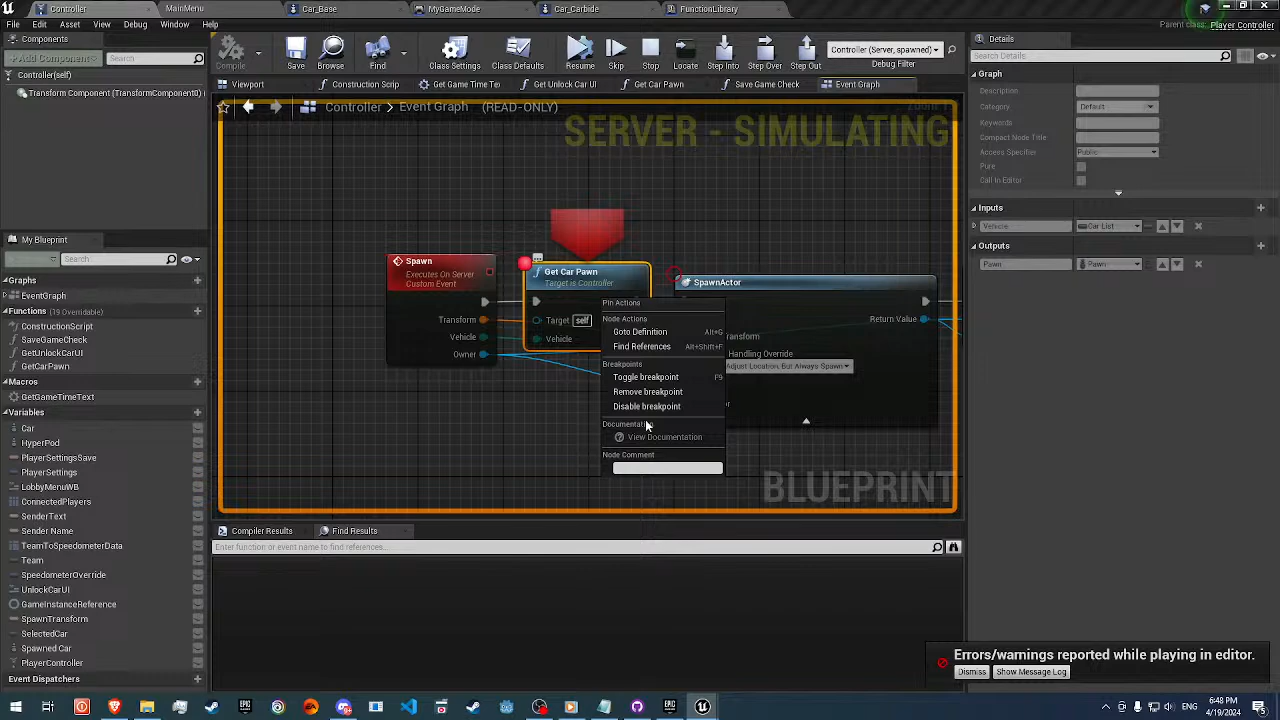 Controller
MainMenu
Car_Base
MyGameMode
Car_Carbide
FunctionLibrary
File
Edit
Asset
View
Debug
Window
Help
Parent class: Player Controller
Components
Add Component
Search
Controller(self)
Transform Component (TransformComponent)
Compile
Save
Browse
Find
Class Settings
Class Defaults
Resume
Frame Skip
Stop
Locate
Step Into
Step Over
Step Out
Controller (Server, spawned)
Debug Filter
Viewport
Construction Scrip
Get Game Time Te
Get Unlock Car UI
Get Car Pawn
Save Game Check
Event Graph
Controller > Event Graph (READ-ONLY)
SERVER - SIMULATING
Spawn
Executes On Server
Custom Event
Transform
Vehicle
Owner
Get Car Pawn
Target is Controller
Target
self
Vehicle
SpawnActor
Return Value
Handling Override
Adjust Location, But Always Spawn
Pin Actions
Node Actions
Goto Definition Alt+G
Find References Alt+Shift+F
Breakpoints
Toggle breakpoint F9
Remove breakpoint
Disable breakpoint
Documentation
View Documentation
Node Comment
BLUEPRINT
My Blueprint
Search
Graphs
EventGraph
Functions (19 Overridable)
ConstructionScript
GetUnlockCarUI
GetCarPawn
Macros
GetGameTimeText
Variables
Car
HyperPod
PlayerSettingsSave
PlayerSettings
LobbyMenuWB
ConnectedPlayers
SenderText
SenderName
TeamToSpeedometerData
Team
SpeedometerOverride
UnlockCarUI
GameInstanceReference
SpawnTransform
SelectedCar
Spawned Car
PlayerController
Event Dispatchers
Compiler Results
Find Results
Enter function or event name to find references...
Details
Search Details
Graph
Description
Category
Default
Keywords
Compact Node Title
Access Specifier
Public
Pure
Call In Editor
Inputs
Vehicle
Car List
Outputs
Pawn
Pawn
Errors/warnings reported while playing in editor.
Dismiss
Show Message Log
6:48 PM
4/19/2024